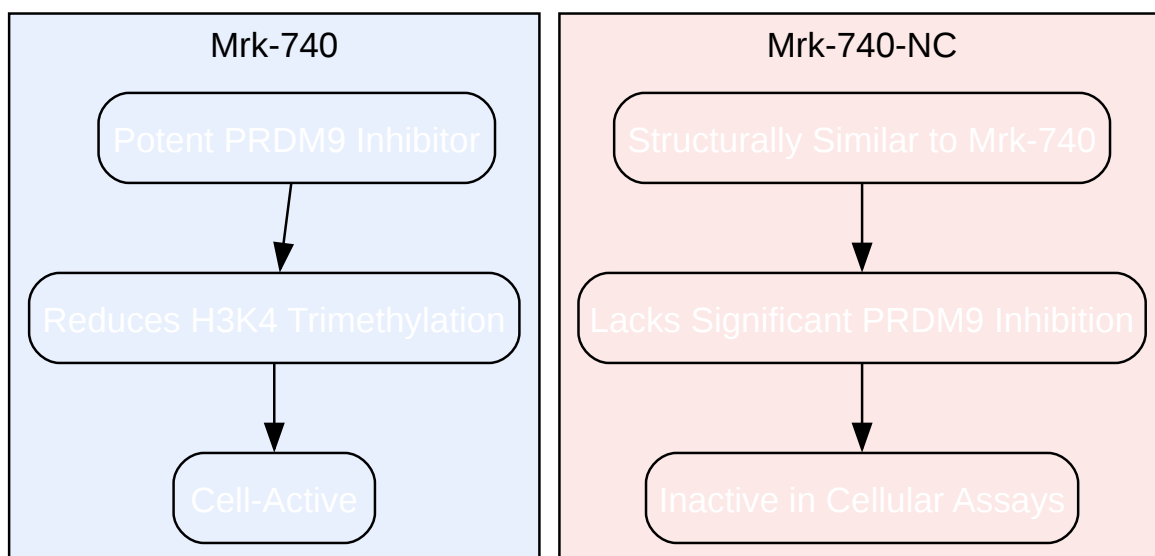 Mrk-740
Potent PRDM9 Inhibitor
Reduces H3K4 Trimethylation
Cell-Active
Mrk-740-NC
Structurally Similar to Mrk-740
Lacks Significant PRDM9 Inhibition
Inactive in Cellular Assays